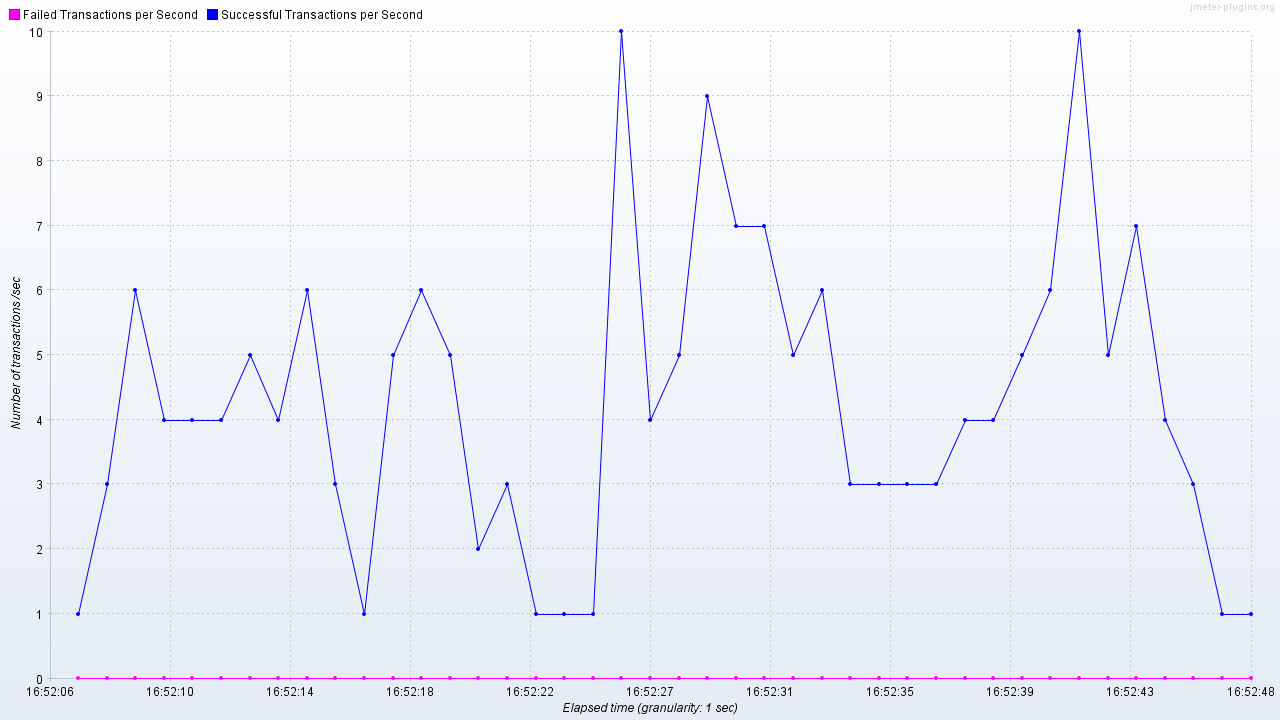 Failed Transactions per Second Successful Transactions per Second
jmeter-plugins.org
10
9
8
7
6
5
4
3
2
1
0
Number of transactions /sec
16:52:06 16:52:10 16:52:14 16:52:18 16:52:22 16:52:27 16:52:31 16:52:35 16:52:39 16:52:43 16:52:48
Elapsed time (granularity: 1 sec)